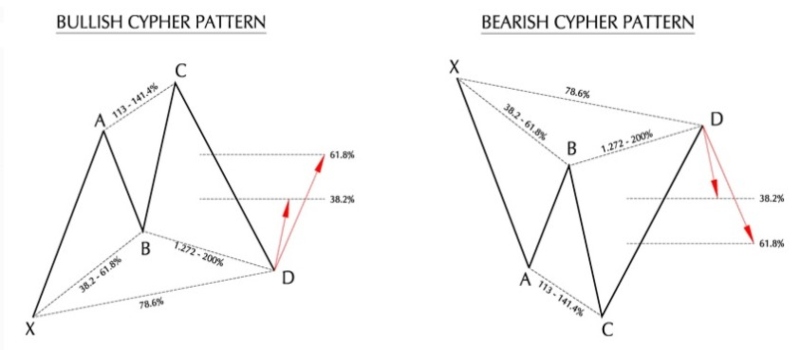 BULLISH CYPHER PATTERN
C
A
113 - 141.4%
61.8%
38.2%
B
1.272 - 200%
38.2 - 61.8%
D
78.6%
X
BEARISH CYPHER PATTERN
X
78.6%
38.2 - 61.8%
D
B
1.272 - 200%
38.2%
61.8%
A
113 - 141.4%
C